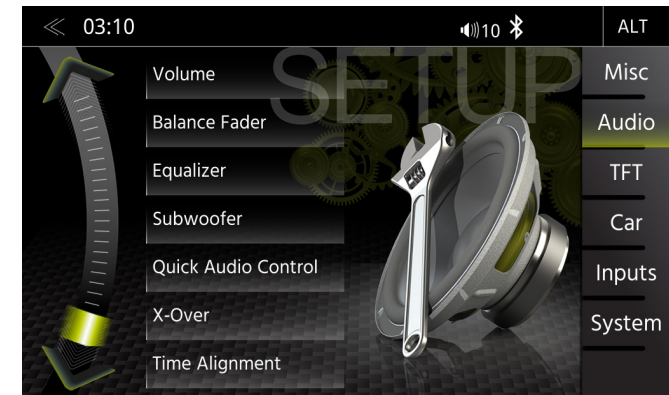 03:10
10
ALT
SETUP
Volume
Balance Fader
Equalizer
Subwoofer
Quick Audio Control
X-Over
Time Alignment
Misc
Audio
TFT
Car
Inputs
System